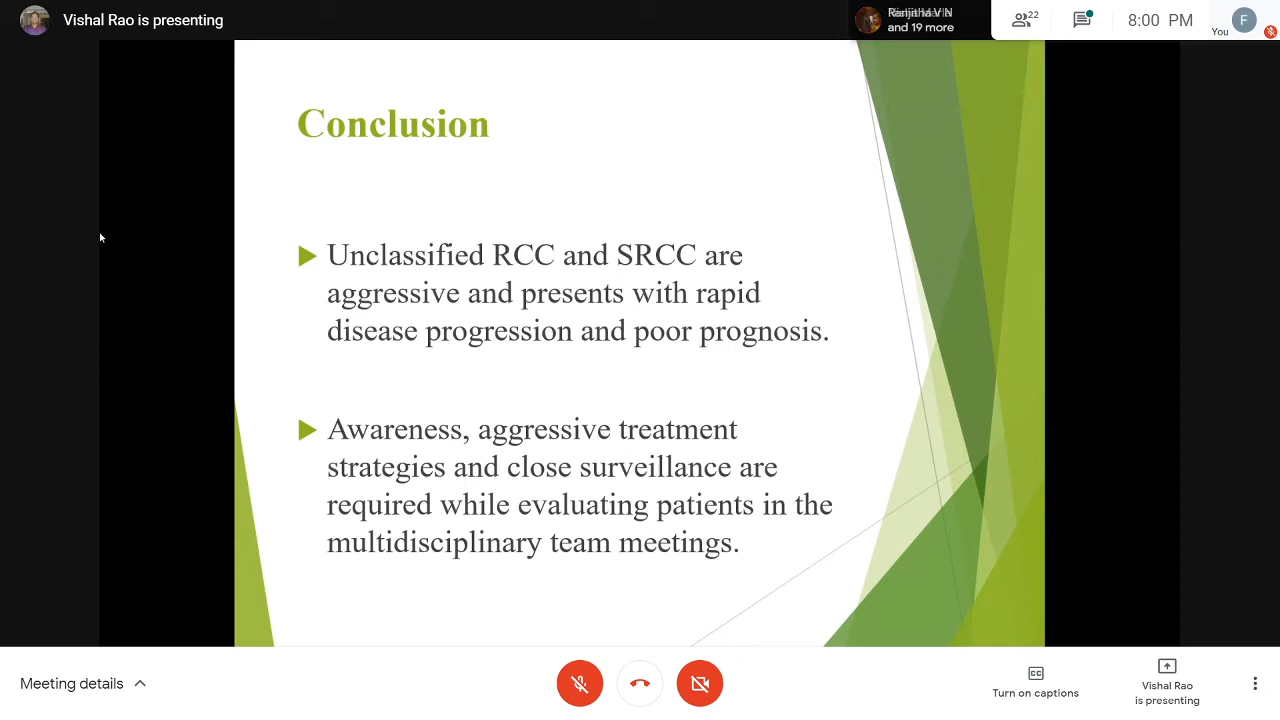 Vishal Rao is presenting
and 19 more
22
8:00 PM
You
F
Conclusion
Unclassified RCC and SRCC are
aggressive and presents with rapid
disease progression and poor prognosis.
Awareness, aggressive treatment
strategies and close surveillance are
required while evaluating patients in the
multidisciplinary team meetings.
Meeting details
CC
Turn on captions
Vishal Rao
is presenting